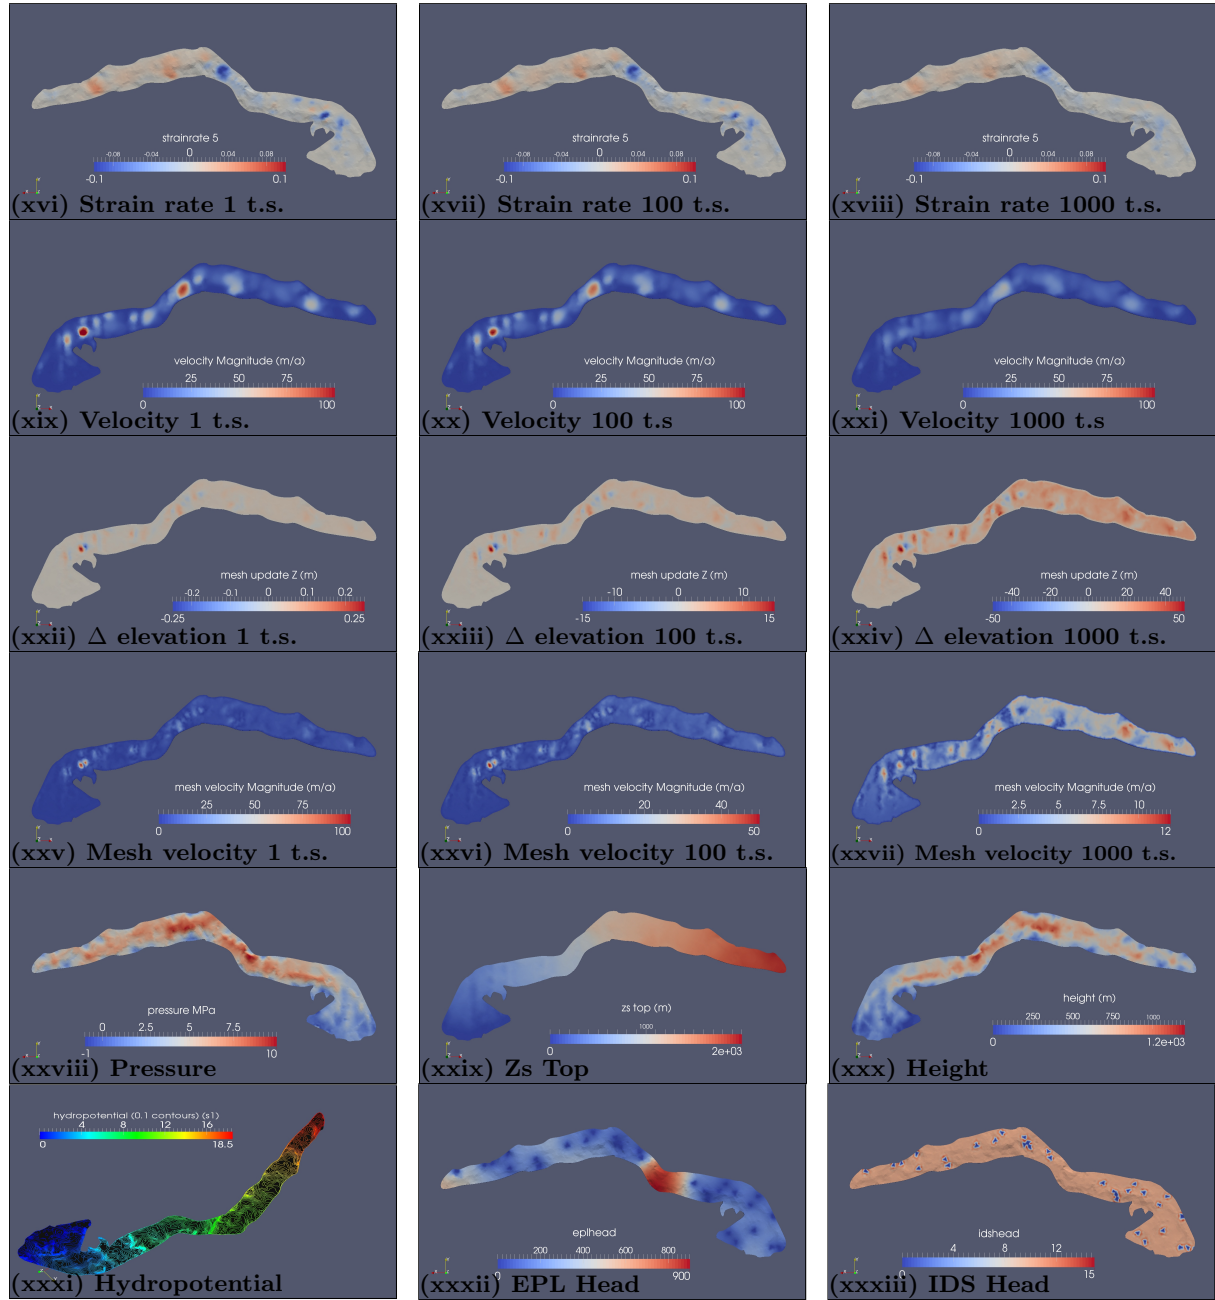 strainrate 5
-0.08 -0.04 0 0.04 0.08
-0.1 0.1
(xvi) Strain rate 1 t.s.
strainrate 5
-0.08 -0.04 0 0.04 0.08
-0.1 0.1
(xvii) Strain rate 100 t.s.
strainrate 5
-0.08 -0.04 0 0.04 0.08
-0.1 0.1
(xviii) Strain rate 1000 t.s.
velocity Magnitude (m/a)
25 50 75
0 100
(xix) Velocity 1 t.s.
velocity Magnitude (m/a)
25 50 75
0 100
(xx) Velocity 100 t.s
velocity Magnitude (m/a)
25 50 75
0 100
(xxi) Velocity 1000 t.s
mesh update Z (m)
-0.2 -0.1 0 0.1 0.2
-0.25 0.25
(xxii) Δ elevation 1 t.s.
mesh update Z (m)
-10 0 10
-15 15
(xxiii) Δ elevation 100 t.s.
mesh update Z (m)
-40 -20 0 20 40
-50 50
(xxiv) Δ elevation 1000 t.s.
mesh velocity Magnitude (m/a)
25 50 75
0 100
(xxv) Mesh velocity 1 t.s.
mesh velocity Magnitude (m/a)
20 40
0 50
(xxvi) Mesh velocity 100 t.s.
mesh velocity Magnitude (m/a)
2.5 5 7.5 10
0 12
(xxvii) Mesh velocity 1000 t.s.
pressure MPa
0 2.5 5 7.5
-1 10
(xxviii) Pressure
zs top (m)
1000
0 2e+03
(xxix) Zs Top
height (m)
250 500 750 1000
0 1.2e+03
(xxx) Height
hydropotential (0.1 contours) (s1)
4 8 12 16
0 18.5
(xxxi) Hydropotential
eplhead
200 400 600 800
0 900
(xxxii) EPL Head
idshead
4 8 12
0 15
(xxxiii) IDS Head